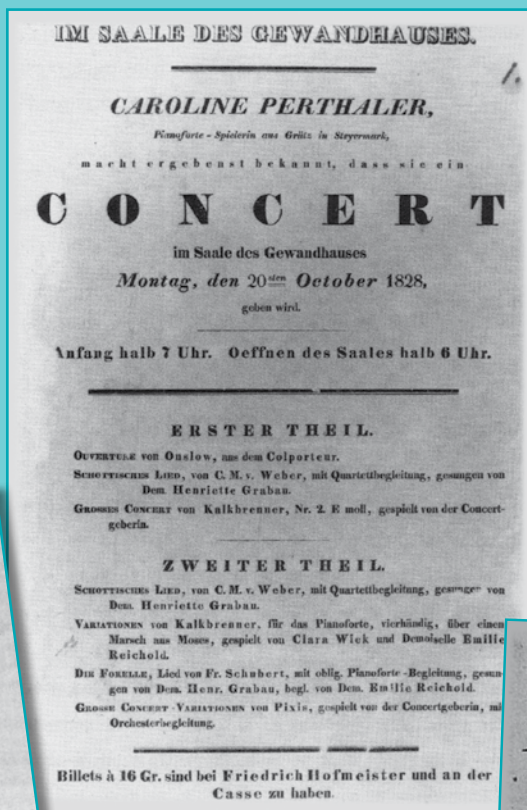 IM SAALE DES GEWANDHAUSES.
1.
CAROLINE PERTHALER,
Pianoforte-Spielerin aus Grätz in Steyermark,
macht ergebenst bekannt, dass sie ein
CONCERT
im Saale des Gewandhauses
Montag, den 20sten October 1828,
geben wird.
Anfang halb 7 Uhr. Oeffnen des Saales halb 6 Uhr.
ERSTER THEIL.
OUVERTURE von Onslow, aus dem Colporteur.
SCHOTTISCHES LIED, von C. M. v. Weber, mit Quartettbegleitung, gesungen von
Dem. Henriette Grabau.
GROSSES CONCERT von Kalkbrenner, Nr. 2. E moll, gespielt von der Concert-
geberin.
ZWEITER THEIL.
SCHOTTISCHES LIED, von C. M. v. Weber, mit Quartettbegleitung, gesungen von
Dem. Henriette Grabau.
VARIATIONEN von Kalkbrenner, für das Pianoforte, vierhändig, über einen
Marsch aus Moses, gespielt von Clara Wiek und Demoiselle Emilie
Reichold.
DIE FORELLE, Lied von Fr. Schubert, mit oblig. Pianoforte-Begleitung, gesun-
gen von Dem. Henr. Grabau, begl. von Dem. Emilie Reichold.
GROSSE CONCERT-VARIATIONEN von Pixis, gespielt von der Concertgeberin, mit
Orchesterbegleitung.
Billets à 16 Gr. sind bei Friedrich Hofmeister und an der
Casse zu haben.